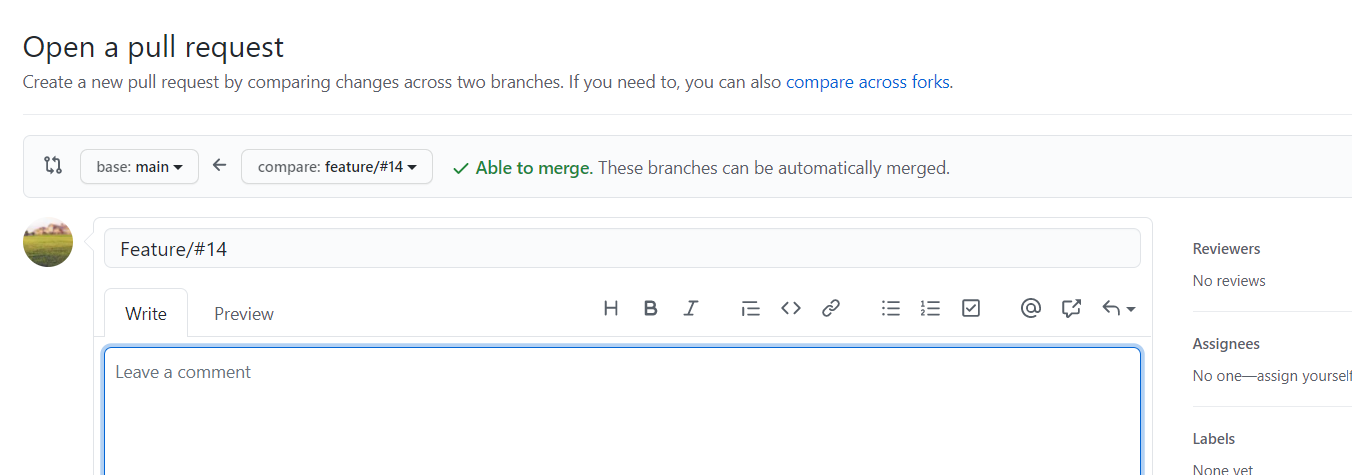 Open a pull request
Create a new pull request by comparing changes across two branches. If you need to, you can also compare across forks.
base: main
compare: feature/#14
Able to merge. These branches can be automatically merged.
Feature/#14
Reviewers
No reviews
Write
Preview
Assignees
No one—assign yourself
Leave a comment
Labels
None yet